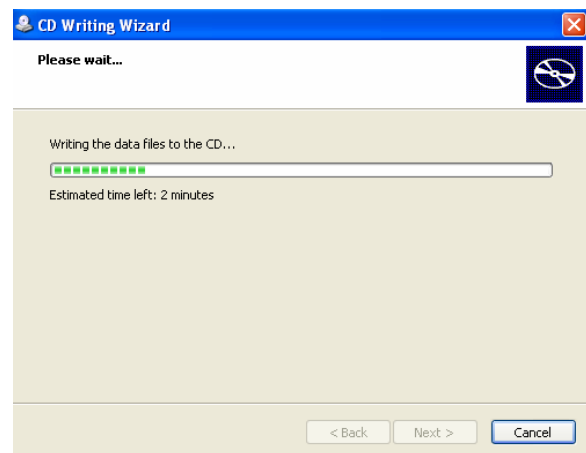 CD Writing Wizard
Please wait...
Writing the data files to the CD...
Estimated time left: 2 minutes
< Back Next > Cancel